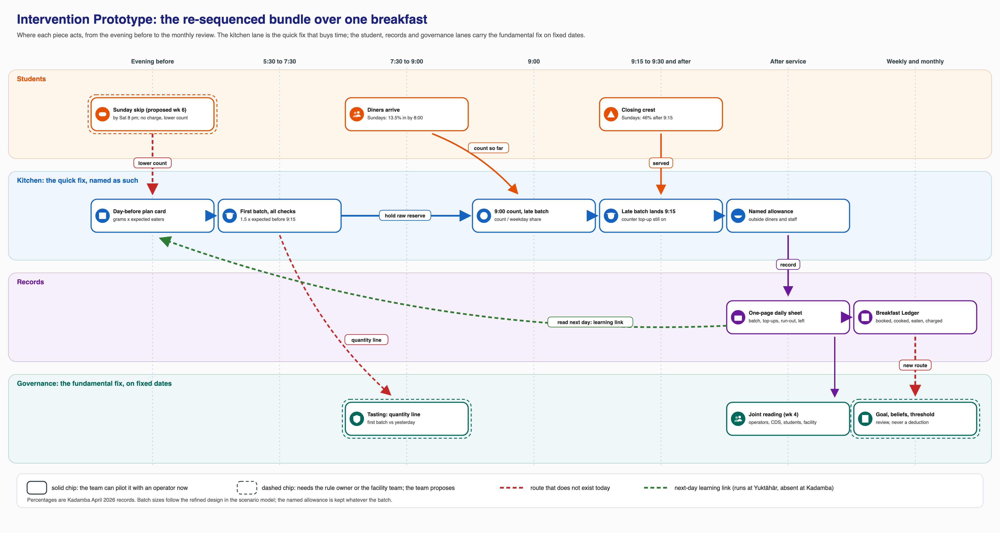 Intervention Prototype: the re-sequenced bundle over one breakfast
Where each piece acts, from the evening before to the monthly review. The kitchen lane is the quick fix that buys time; the student, records and governance lanes carry the fundamental fix on fixed dates.
Evening before
5:30 to 7:30
7:30 to 9:00
9:00
9:15 to 9:30 and after
After service
Weekly and monthly
Students
Sunday skip (proposed wk 6)
by Sat 8 pm; no charge, lower count
Diners arrive
Sundays: 13.5% in by 8:00
Closing crest
Sundays: 46% after 9:15
count so far
lower count
served
Kitchen: the quick fix, named as such
Day-before plan card
grams x expected eaters
First batch, all checks
1.5 x expected before 9:15
hold raw reserve
9:00 count, late batch
count / weekday share
Late batch lands 9:15
counter top-up still on
Named allowance
outside diners and staff
record
Records
One-page daily sheet
batch, top-ups, run-out, left
Breakfast Ledger
booked, cooked, eaten, charged
read next day: learning link
quantity line
new route
Governance: the fundamental fix, on fixed dates
Tasting: quantity line
first batch vs yesterday
Joint reading (wk 4)
operators, CDS, students, facility
Goal, beliefs, threshold
review, never a deduction
solid chip: the team can pilot it with an operator now
dashed chip: needs the rule owner or the facility team; the team proposes
route that does not exist today
next-day learning link (runs at Yuktāhār, absent at Kadamba)
Percentages are Kadamba April 2026 records. Batch sizes follow the refined design in the scenario model; the named allowance is kept whatever the batch.